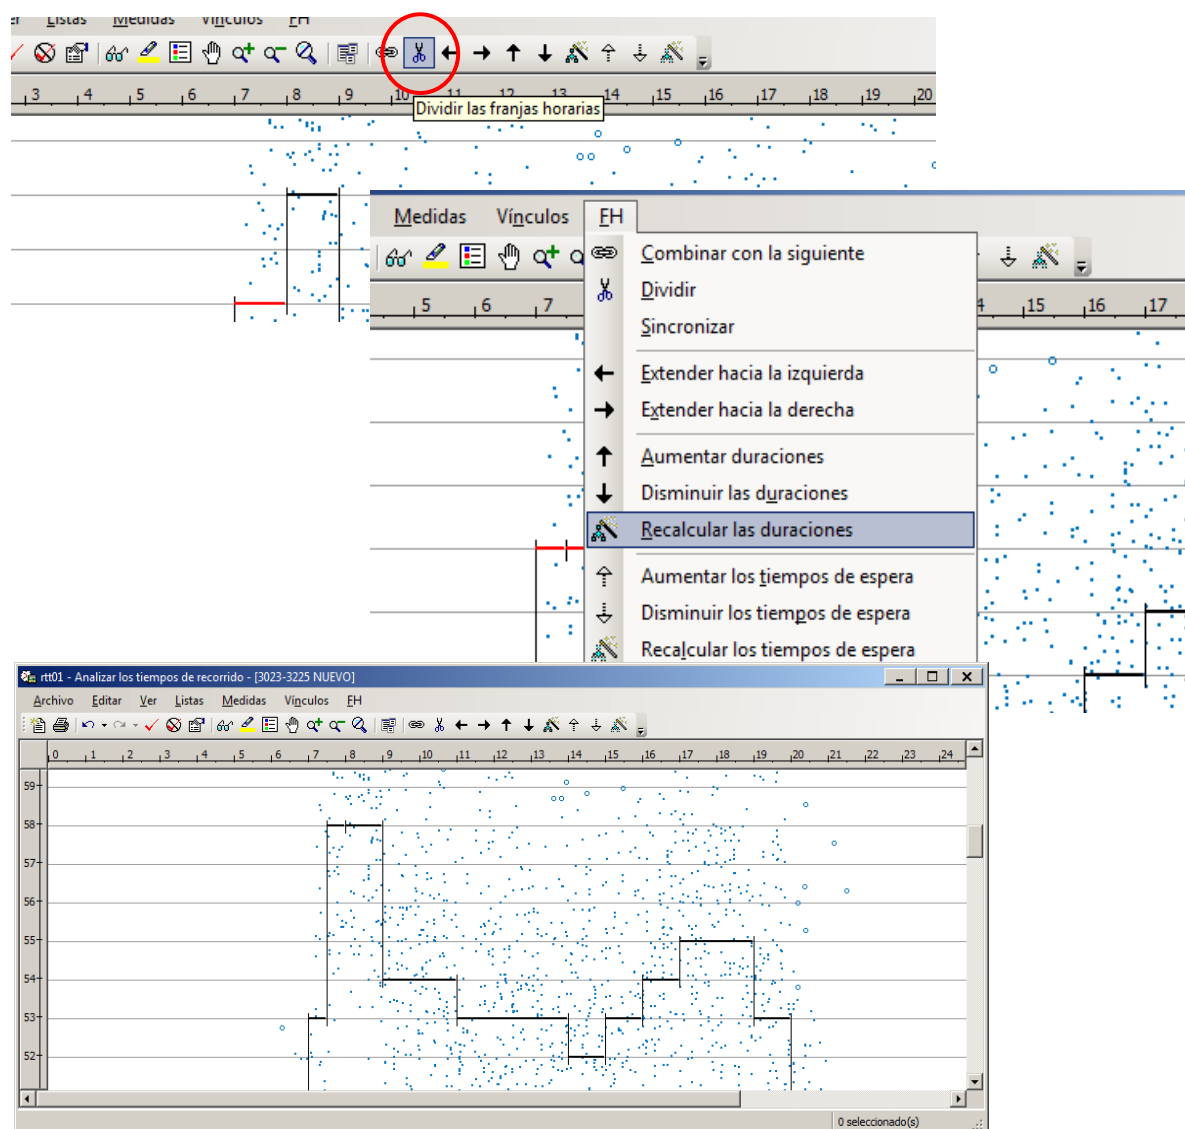 er Listas Medidas Vínculos FH
3 4 5 6 7 8 9 10 11 12 13 14 15 16 17 18 19 20
Dividir las franjas horarias
Medidas Vínculos FH
5 6 7
Combinar con la siguiente
Dividir
Sincronizar
Extender hacia la izquierda
Extender hacia la derecha
Aumentar duraciones
Disminuir las duraciones
Recalcular las duraciones
Aumentar los tiempos de espera
Disminuir los tiempos de espera
Recalcular los tiempos de espera
4 15 16 17
rtt01 - Analizar los tiempos de recorrido - [3023-3225 NUEVO]
Archivo Editar Ver Listas Medidas Vínculos FH
0 1 2 3 4 5 6 7 8 9 10 11 12 13 14 15 16 17 18 19 20 21 22 23 24
59
58
57
56
55
54
53
52
0 seleccionado(s)